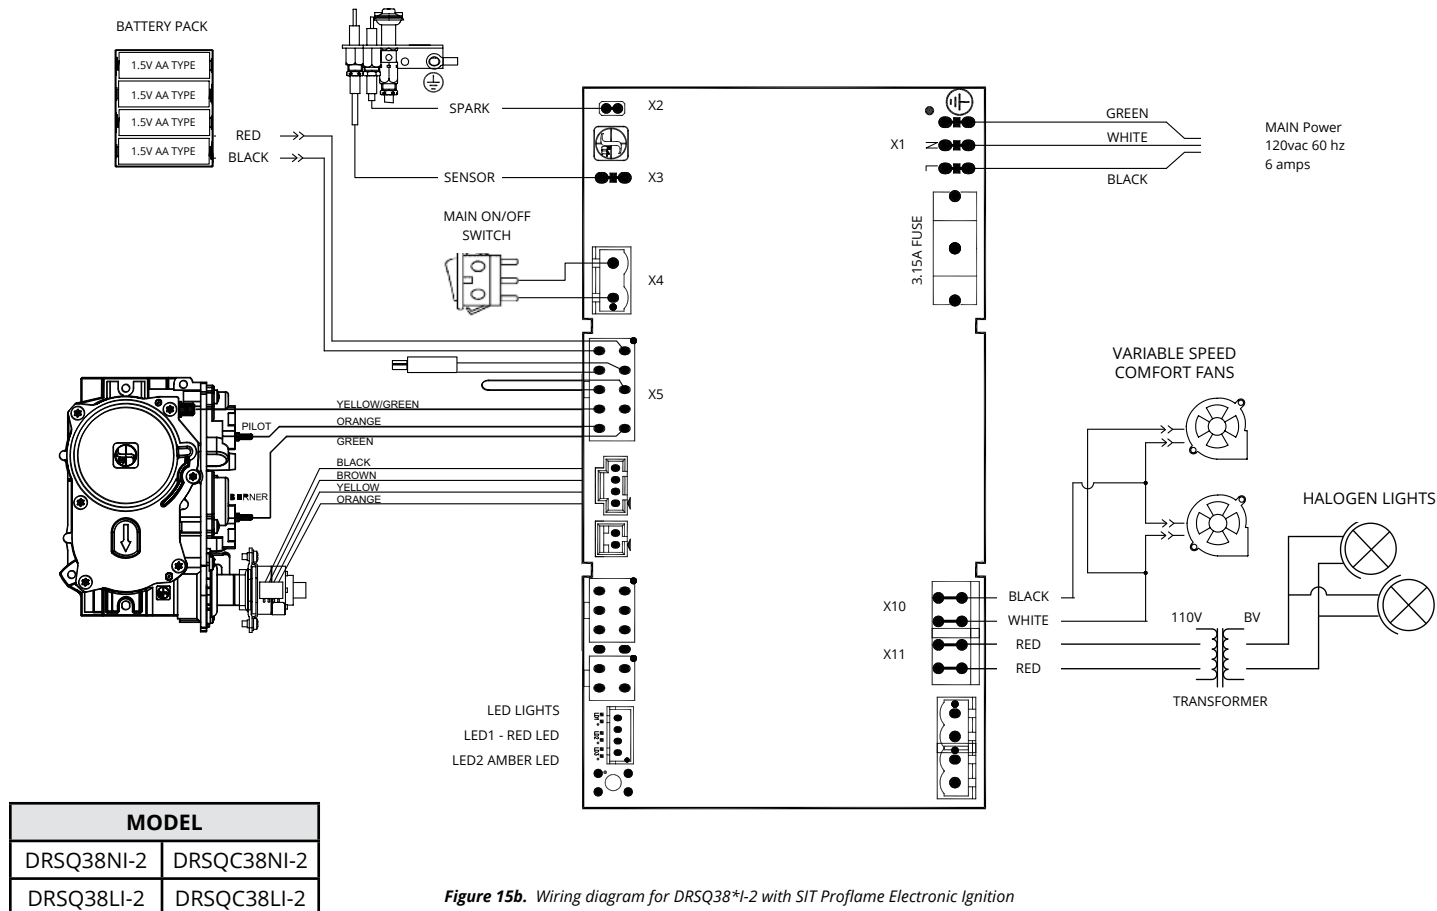 BATTERY PACK
1.5V AA TYPE
1.5V AA TYPE
1.5V AA TYPE
1.5V AA TYPE
RED
BLACK
SPARK
X2
SENSOR
X3
MAIN ON/OFF
SWITCH
X4
X5
YELLOW/GREEN
PILOT
ORANGE
GREEN
BLACK
BROWN
YELLOW
ORANGE
LED LIGHTS
LED1 - RED LED
LED2 AMBER LED
X1
N
L
GREEN
WHITE
BLACK
MAIN Power
120vac 60 hz
6 amps
3.15A FUSE
VARIABLE SPEED
COMFORT FANS
HALOGEN LIGHTS
X10
BLACK
WHITE
X11
RED
RED
110V
BV
TRANSFORMER
MODEL
DRSQ38NI-2 DRSQC38NI-2
DRSQ38LI-2 DRSQC38LI-2
Figure 15b. Wiring diagram for DRSQ38*I-2 with SIT Proflame Electronic Ignition